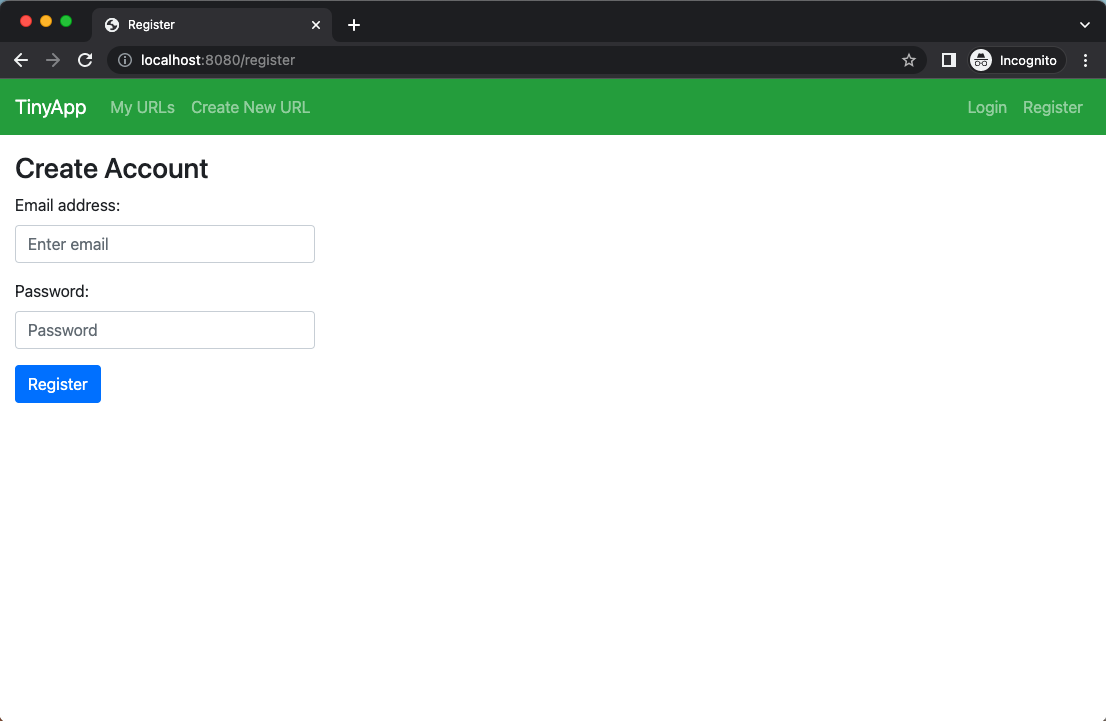 Register
localhost:8080/register
Incognito
TinyApp My URLs Create New URL Login Register
Create Account
Email address:
Enter email
Password:
Password
Register